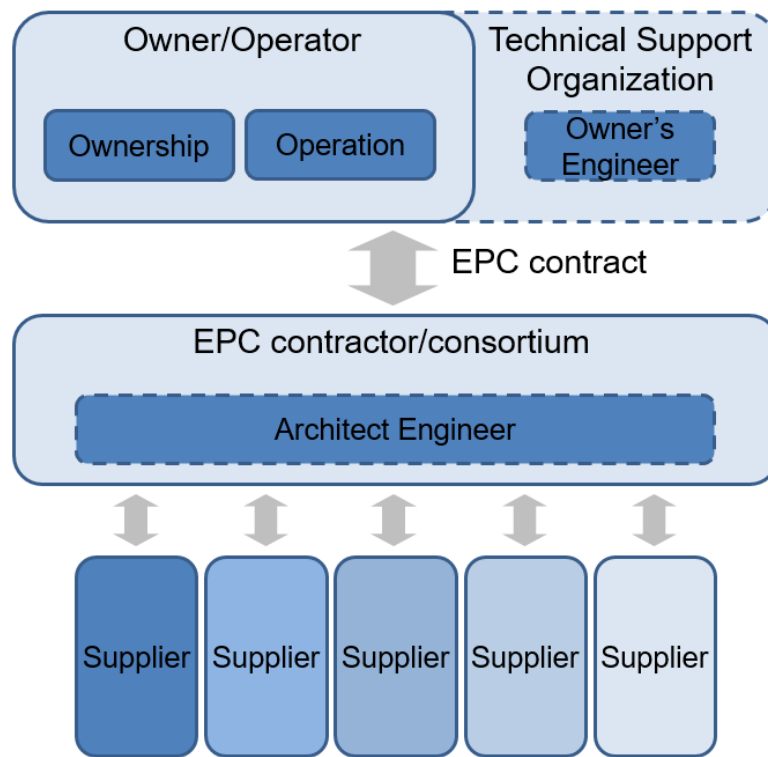 Owner/Operator
Technical Support
Organization
Ownership
Operation
Owner's
Engineer
EPC contract
EPC contractor/consortium
Architect Engineer
Supplier
Supplier
Supplier
Supplier
Supplier